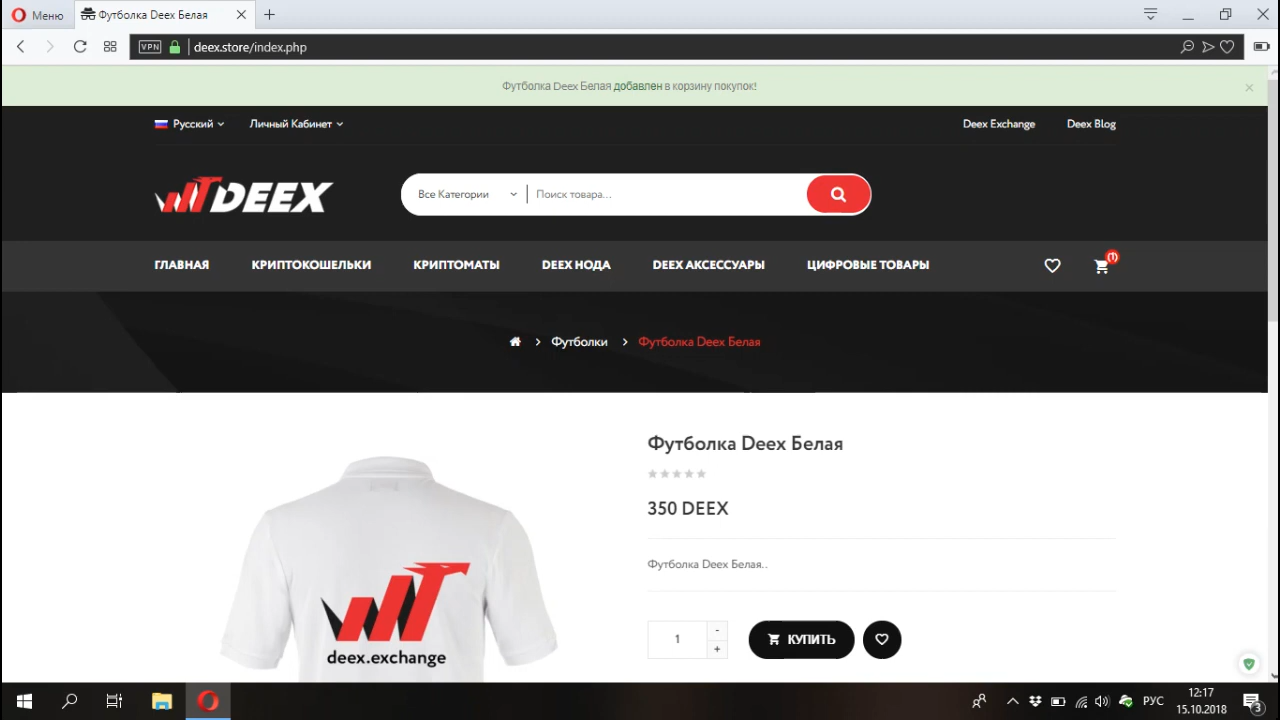 Меню
Футболка Deex Белая
VPN
deex.store/index.php
Футболка Deex Белая добавлен в корзину покупок!
Русский
Личный Кабинет
Deex Exchange
Deex Blog
DEEX
Все Категории
Поиск товара...
ГЛАВНАЯ
КРИПТОКОШЕЛЬКИ
КРИПТОМАТЫ
DEEX НОДА
DEEX АКСЕССУАРЫ
ЦИФРОВЫЕ ТОВАРЫ
(1)
Футболки
Футболка Deex Белая
Футболка Deex Белая
350 DEEX
Футболка Deex Белая..
1
-
+
КУПИТЬ
deex.exchange
РУС
12:17
15.10.2018
3